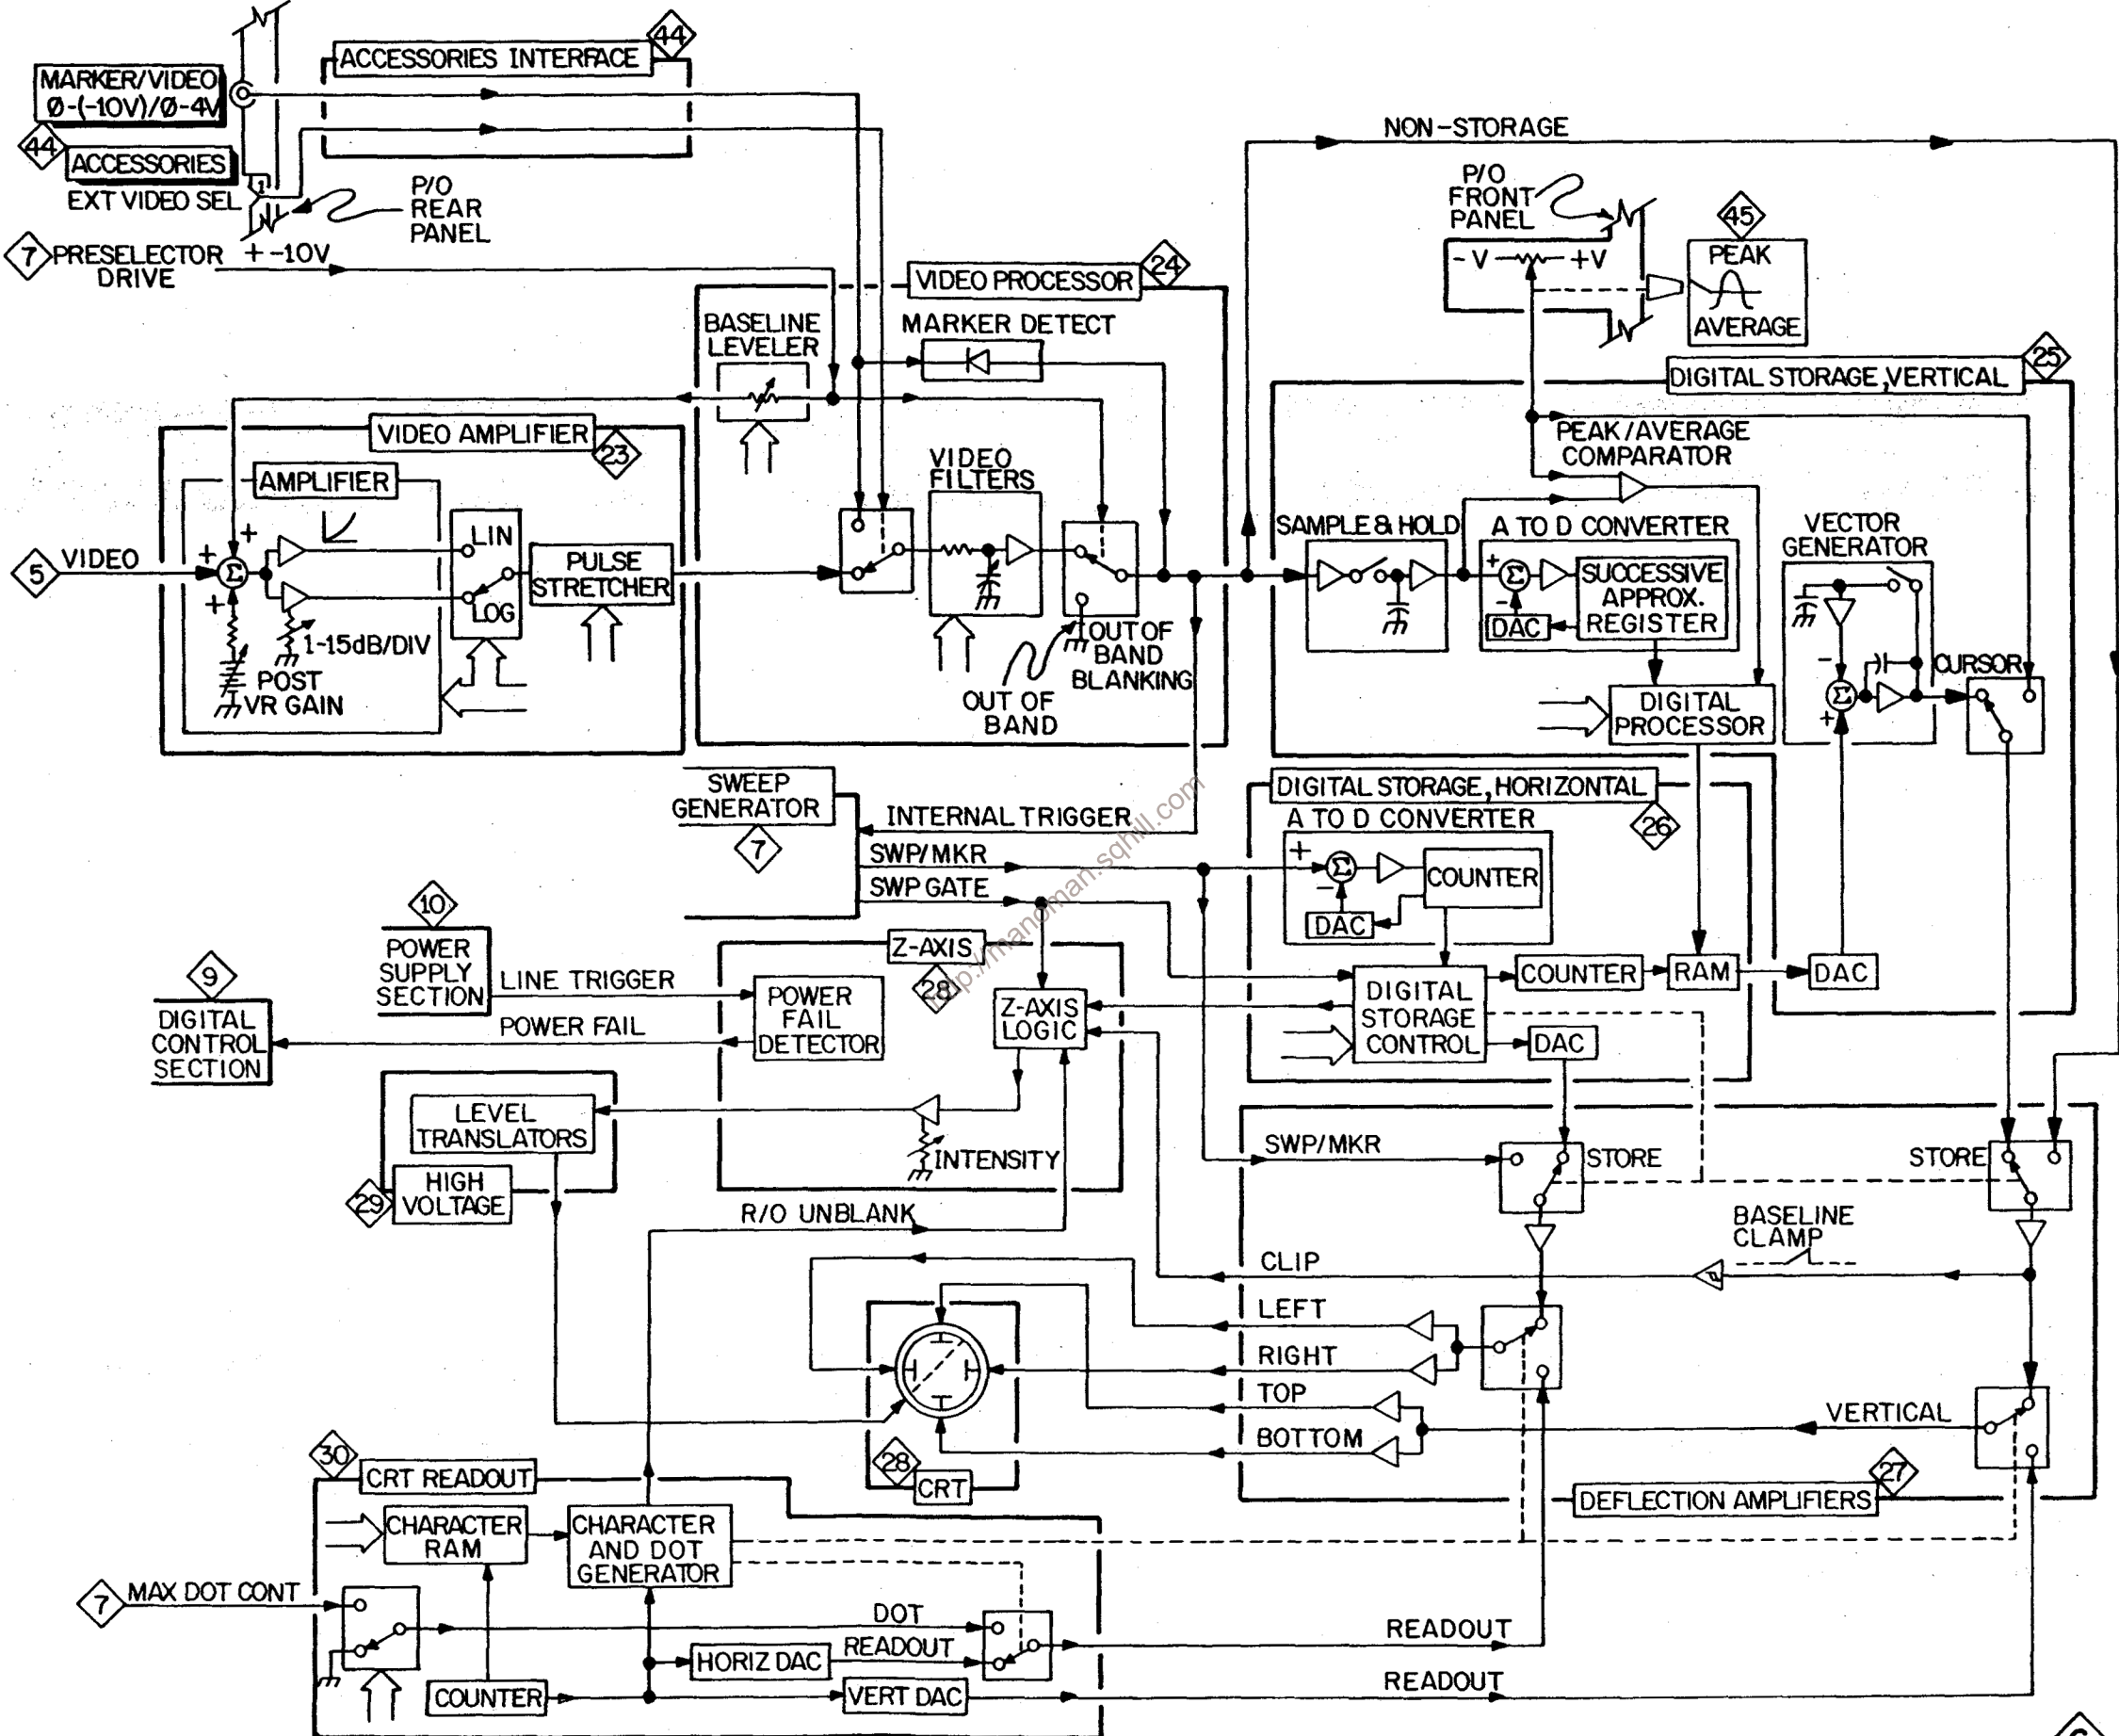 44
ACCESSORIES INTERFACE
MARKER/VIDEO
Ø-(-10V)/Ø-4V
44
ACCESSORIES
EXT VIDEO SEL
P/O
REAR
PANEL
7
PRESELECTOR
DRIVE
+-10V
NON-STORAGE
P/O
FRONT
PANEL
45
-V
+V
PEAK
AVERAGE
VIDEO PROCESSOR
24
BASELINE
LEVELER
MARKER DETECT
25
DIGITAL STORAGE, VERTICAL
VIDEO AMPLIFIER
23
PEAK/AVERAGE
COMPARATOR
AMPLIFIER
VIDEO
FILTERS
+
+
+
Σ
5
VIDEO
LIN
LOG
PULSE
STRETCHER
1-15dB/DIV
POST
VR GAIN
OUT OF
BAND
BLANKING
OUT OF
BAND
SAMPLE & HOLD
A TO D CONVERTER
+
Σ
-
SUCCESSIVE
APPROX.
REGISTER
DAC
VECTOR
GENERATOR
-
Σ
+
CURSOR
DIGITAL
PROCESSOR
SWEEP
GENERATOR
7
INTERNAL TRIGGER
SWP/MKR
SWP GATE
DIGITAL STORAGE, HORIZONTAL
26
A TO D CONVERTER
+
Σ
-
COUNTER
DAC
10
POWER
SUPPLY
SECTION
LINE TRIGGER
9
DIGITAL
CONTROL
SECTION
POWER FAIL
Z-AXIS
28
POWER
FAIL
DETECTOR
Z-AXIS
LOGIC
DIGITAL
STORAGE
CONTROL
COUNTER
RAM
DAC
DAC
LEVEL
TRANSLATORS
29
HIGH
VOLTAGE
INTENSITY
SWP/MKR
STORE
STORE
R/O UNBLANK
BASELINE
CLAMP
CLIP
LEFT
RIGHT
TOP
BOTTOM
VERTICAL
28
CRT
27
DEFLECTION AMPLIFIERS
30
CRT READOUT
CHARACTER
RAM
CHARACTER
AND DOT
GENERATOR
7
MAX DOT CONT
DOT
HORIZ DAC
READOUT
READOUT
COUNTER
VERT DAC
READOUT
6
http://manoman.sqhill.com